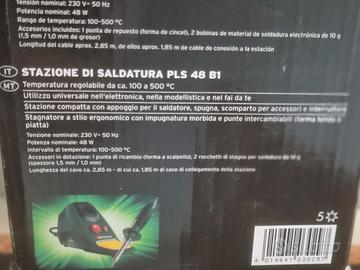 Tensión nominal: 230 V~ 50 Hz
Potencia nominal: 48 W
Rango de temperatura: 100-500 °C
Accesorios incluidos: 1 punta de repuesto (forma de cincel), 2 bobinas de material de soldadura electrónica de 10 g
(1,5 mm / 1,0 mm de grosor)
Longitud del cable aprox. 2,85 m, de ellos aprox. 1,85 m de cable de conexión a la estación
IT STAZIONE DI SALDATURA PLS 48 B1
MT Temperatura regolabile da ca. 100 a 500 °C
Utilizzo universale nell'elettronica, nella modellistica e nel fai da te
Stazione compatta con appoggio per il saldatore, spugna, scomparto per accessori e interruttore
Stagnatore a stilo ergonomico con impugnatura morbida e punte intercambiabili (forma tonda o
piatta)
Tensione nominale: 230 V~ 50 Hz
Potenza nominale: 48 W
Intervallo di temperatura: 100-500°C
Accessori in dotazione: 1 punta di ricambio (forma a scalpello), 2 rocchetti di stagno per saldatura da 10 g
(spessore 1,5 mm / 1,0 mm)
Lunghezza del cavo ca. 2,85 m - di cui ca. 1,85 m di cavo di collegamento della stazione
5